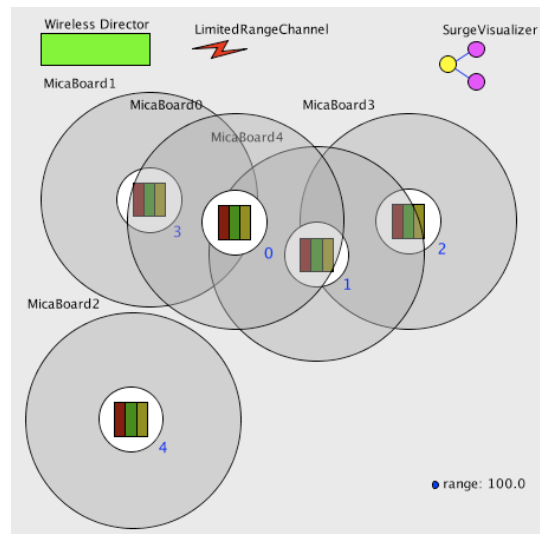 Wireless Director
LimitedRangeChannel
SurgeVisualizer
MicaBoard1
MicaBoard0
MicaBoard3
MicaBoard4
3
0
1
2
MicaBoard2
4
range: 100.0